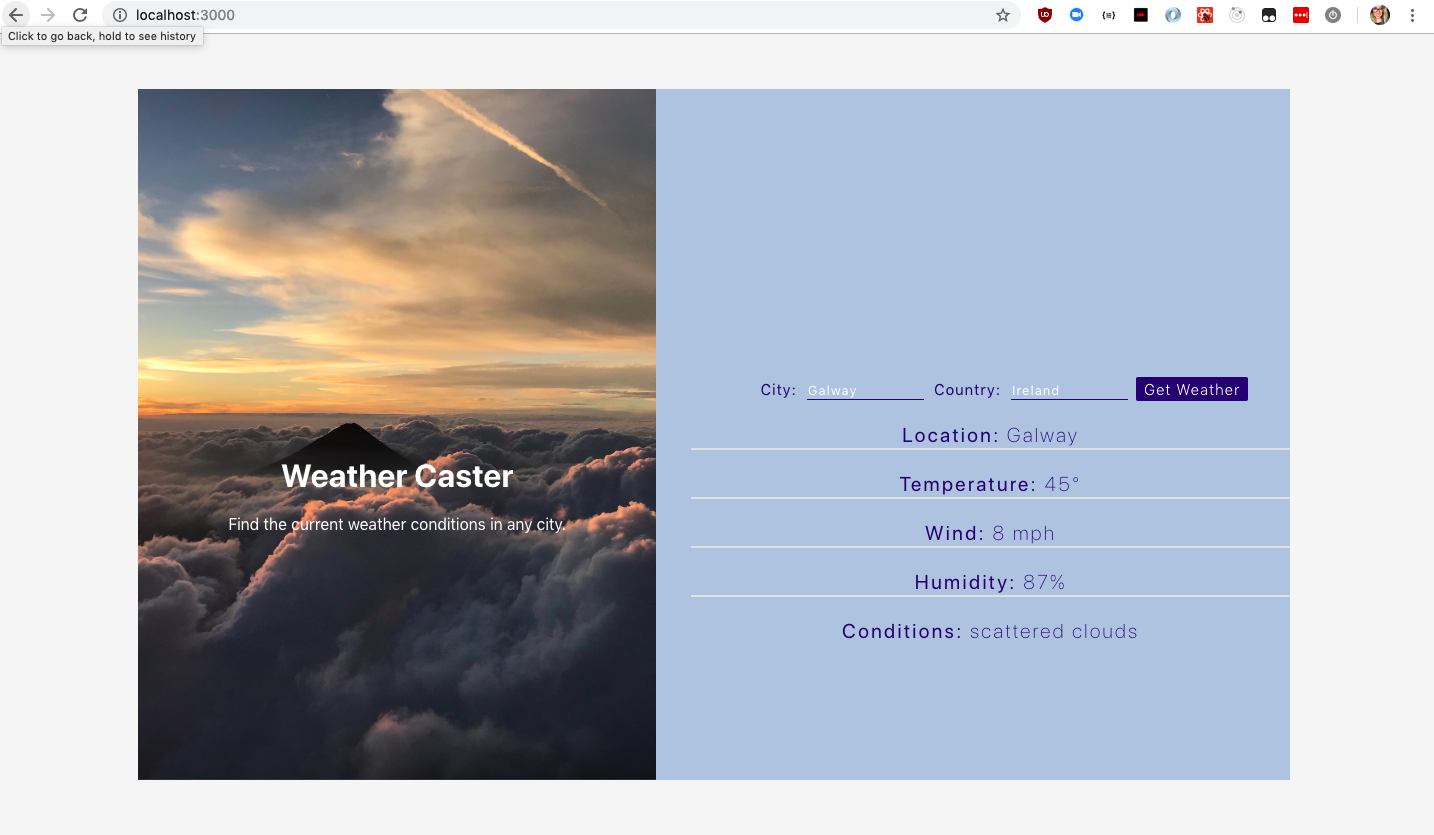 localhost:3000
Click to go back, hold to see history
Weather Caster
Find the current weather conditions in any city.
City: Galway Country: Ireland Get Weather
Location: Galway
Temperature: 45°
Wind: 8 mph
Humidity: 87%
Conditions: scattered clouds